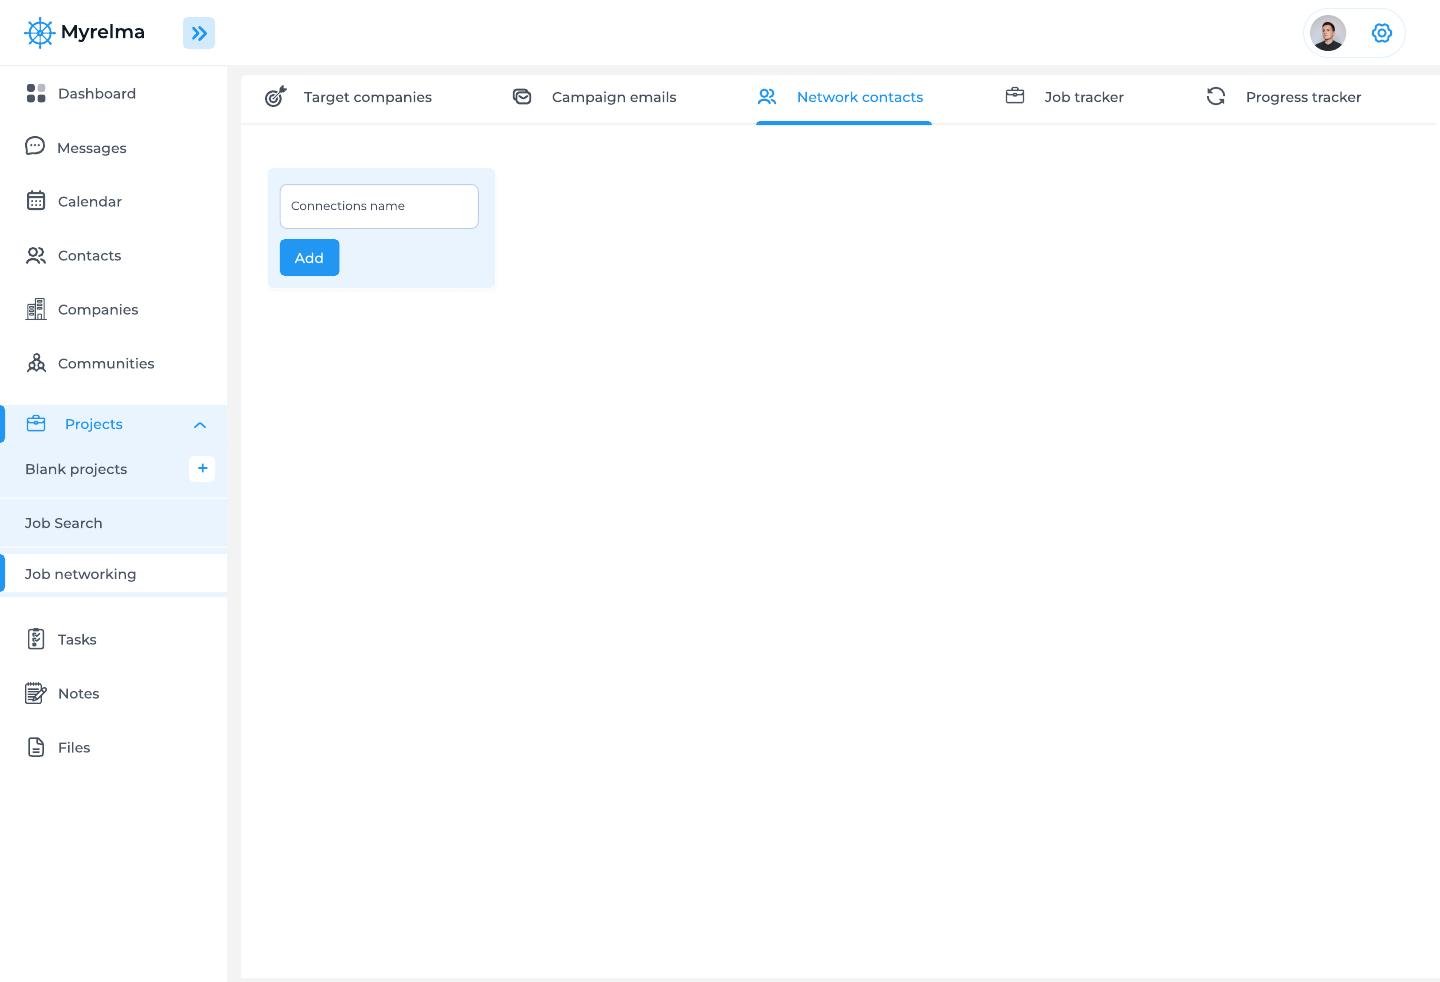 Myrelma
Dashboard
Messages
Calendar
Contacts
Companies
Communities
Projects
Blank projects
+
Job Search
Job networking
Tasks
Notes
Files
Target companies
Campaign emails
Network contacts
Job tracker
Progress tracker
Connections name
Add